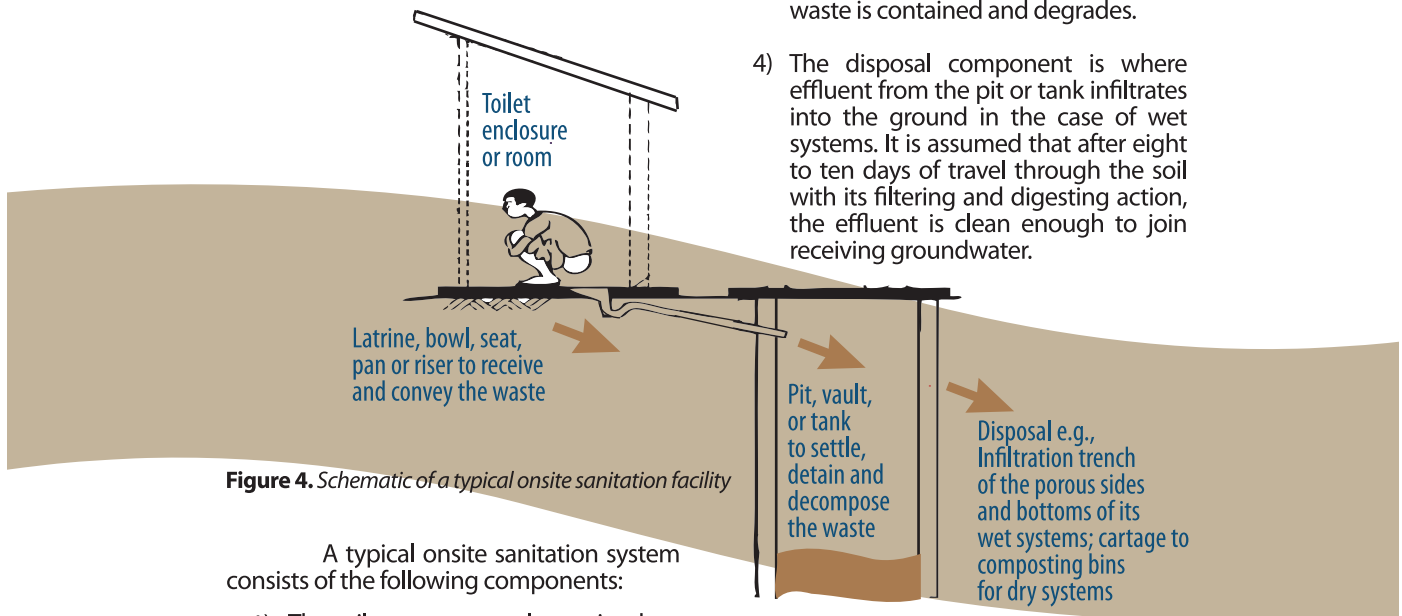 Toilet
enclosure
or room
Latrine, bowl, seat,
pan or riser to receive
and convey the waste
Pit, vault,
or tank
to settle,
detain and
decompose
the waste
Disposal e.g.,
Infiltration trench
of the porous sides
and bottoms of its
wet systems; cartage to
composting bins
for dry systems
Figure 4. Schematic of a typical onsite sanitation facility
A typical onsite sanitation system
consists of the following components:
waste is contained and degrades.
4) The disposal component is where
effluent from the pit or tank infiltrates
into the ground in the case of wet
systems. It is assumed that after eight
to ten days of travel through the soil
with its filtering and digesting action,
the effluent is clean enough to join
receiving groundwater.